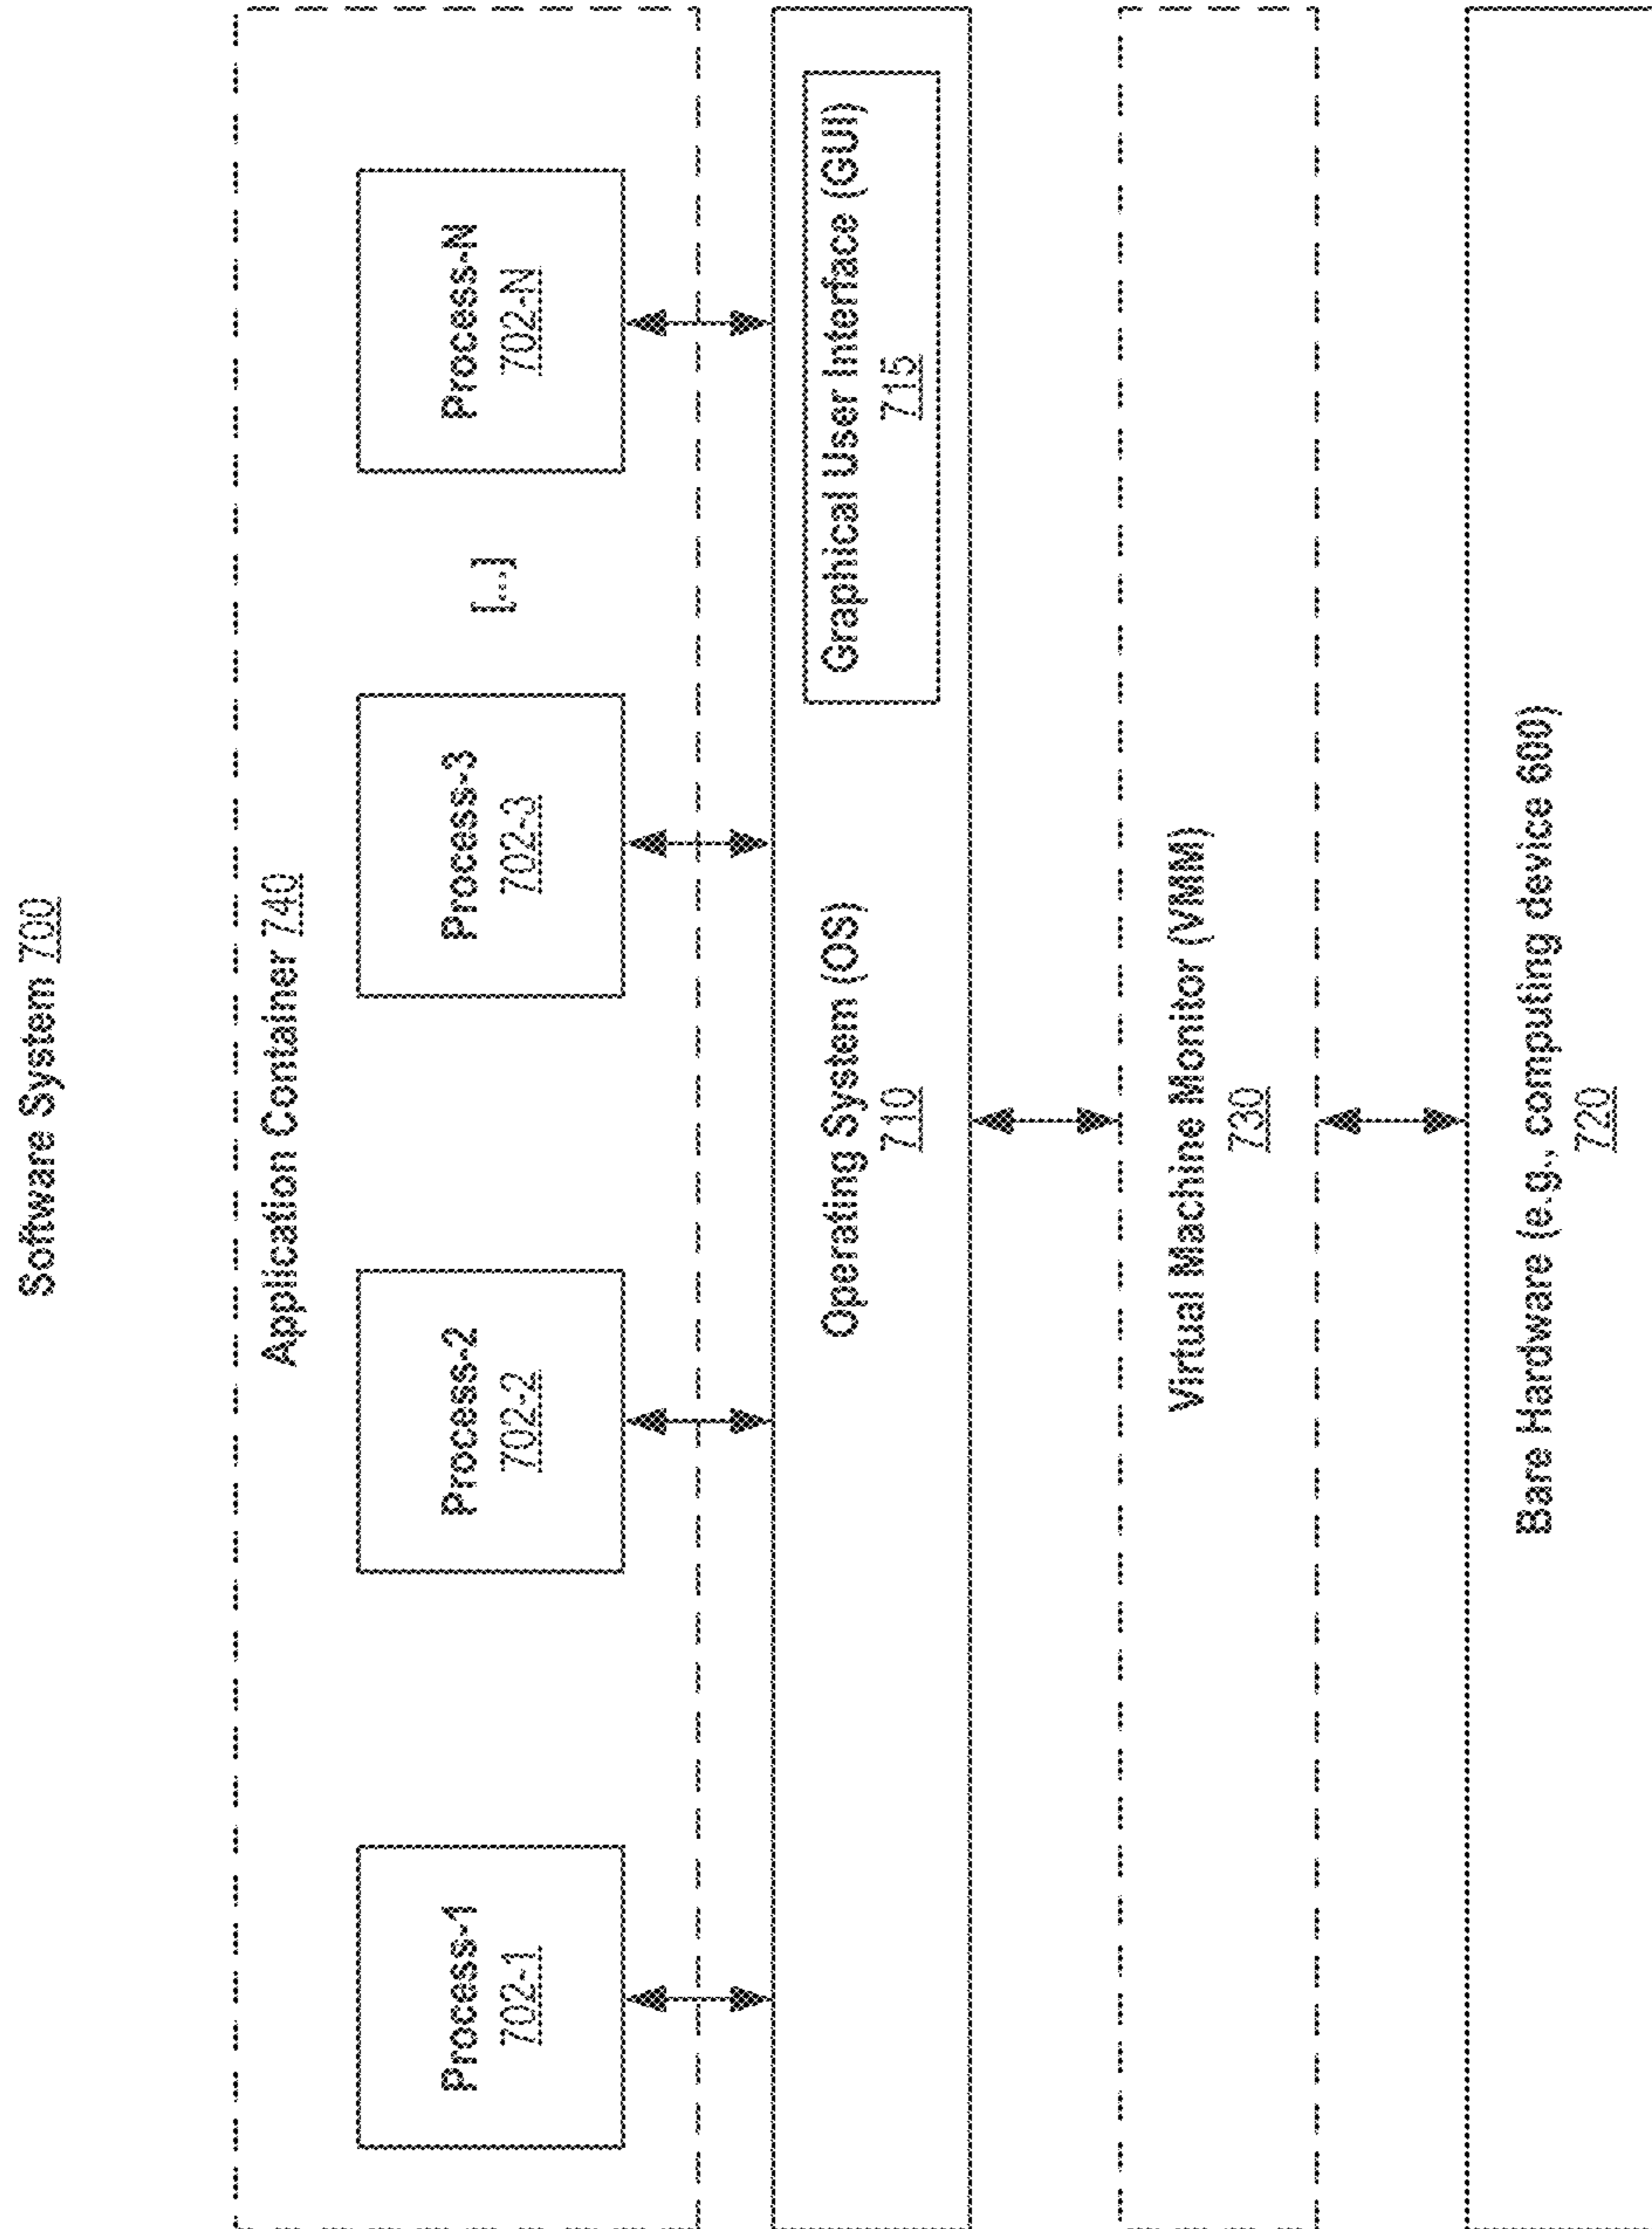 Software System 700
Application Container 740
Process-1
702-1
Process-2
702-2
Process-3
702-3
[...]
Process-N
702-N
Operating System (OS)
710
Graphical User Interface (GUI)
715
Virtual Machine Monitor (VMM)
730
Bare Hardware (e.g., computing device 600)
720